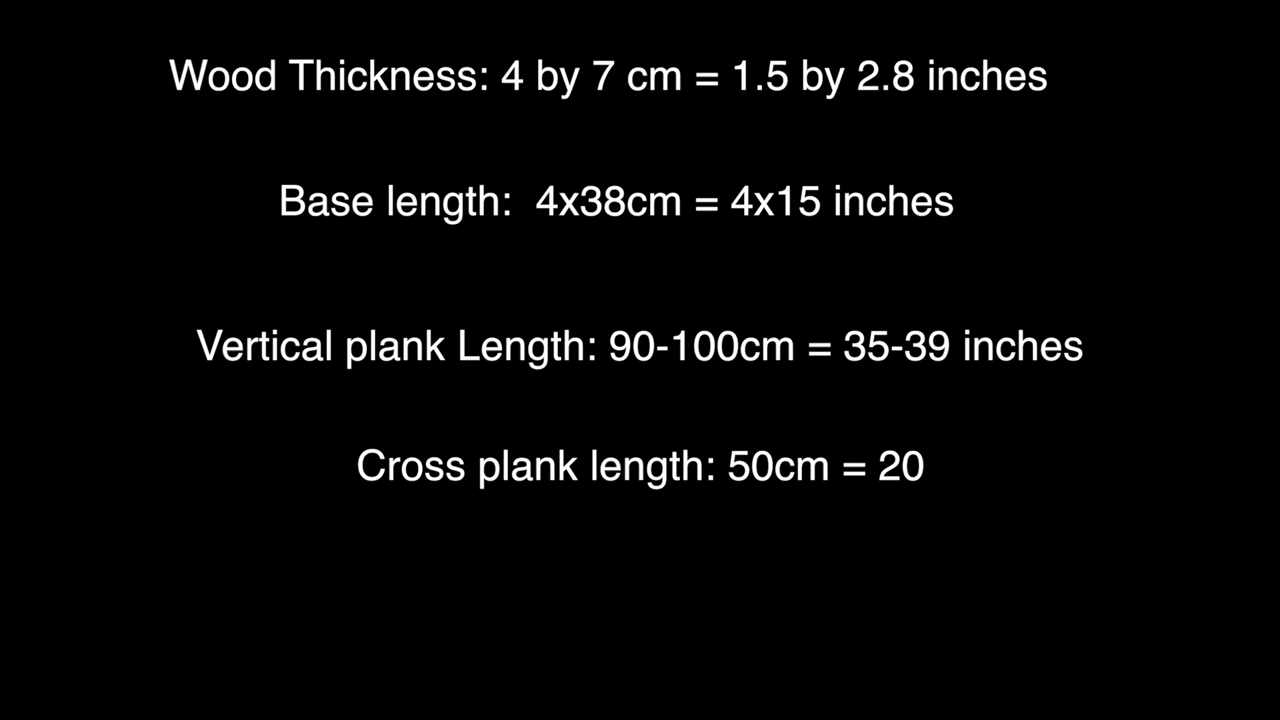 Wood Thickness: 4 by 7 cm = 1.5 by 2.8 inches
Base length:  4x38cm = 4x15 inches
Vertical plank Length: 90-100cm = 35-39 inches
Cross plank length: 50cm = 20